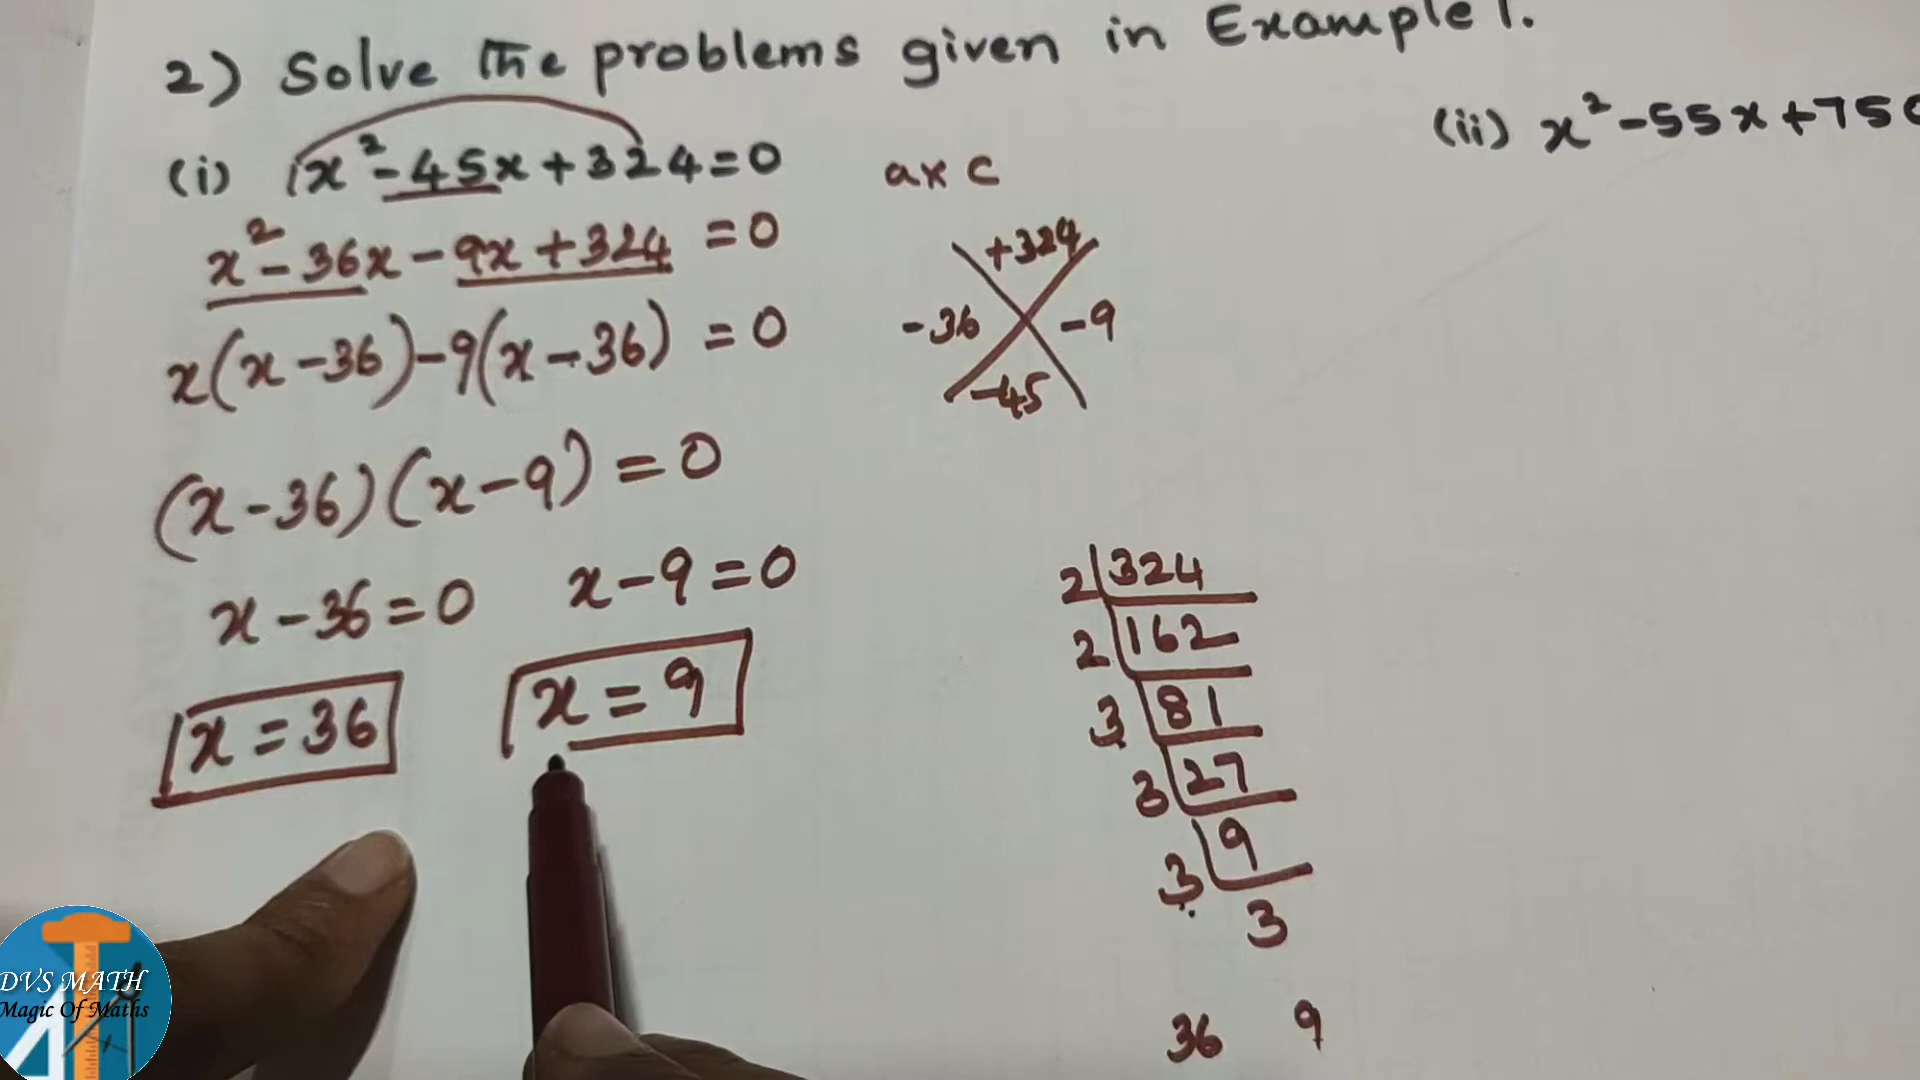 2) Solve the problems given in Example 1.
(i) 1x² - 45x + 324 = 0
x² - 36x - 9x + 324 = 0
x(x - 36) - 9(x - 36) = 0
(x - 36)(x - 9) = 0
x - 36 = 0 x - 9 = 0
x = 36 x = 9
a x c
+324
-36 -9
-45
2 324
2 162
3 81
3 27
3 9
3
36 9
(ii) x² - 55x + 750
DVS MATH
Magic Of Maths